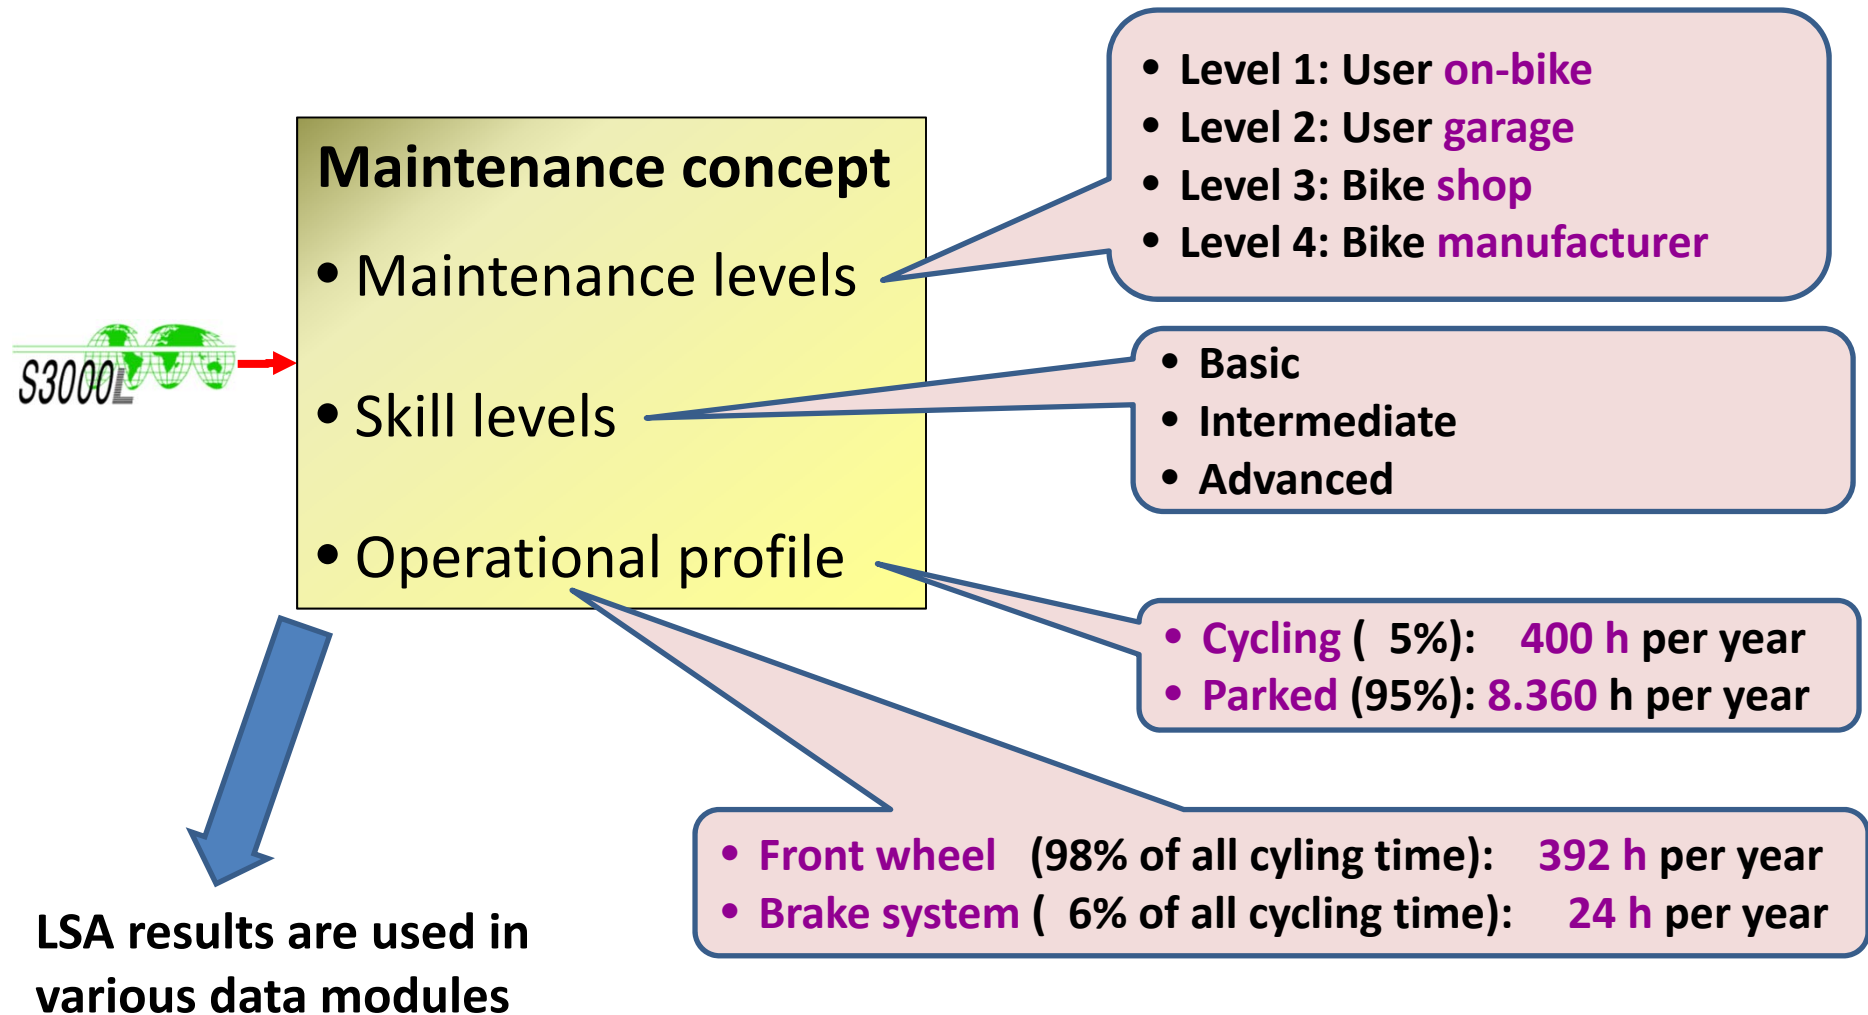 S3000L
Maintenance concept
• Maintenance levels
• Skill levels
• Operational profile
• Level 1: User on-bike
• Level 2: User garage
• Level 3: Bike shop
• Level 4: Bike manufacturer
• Basic
• Intermediate
• Advanced
• Cycling (  5%):   400 h per year
• Parked (95%): 8.360 h per year
• Front wheel   (98% of all cyling time):   392 h per year
• Brake system (  6% of all cycling time):    24 h per year
LSA results are used in
various data modules